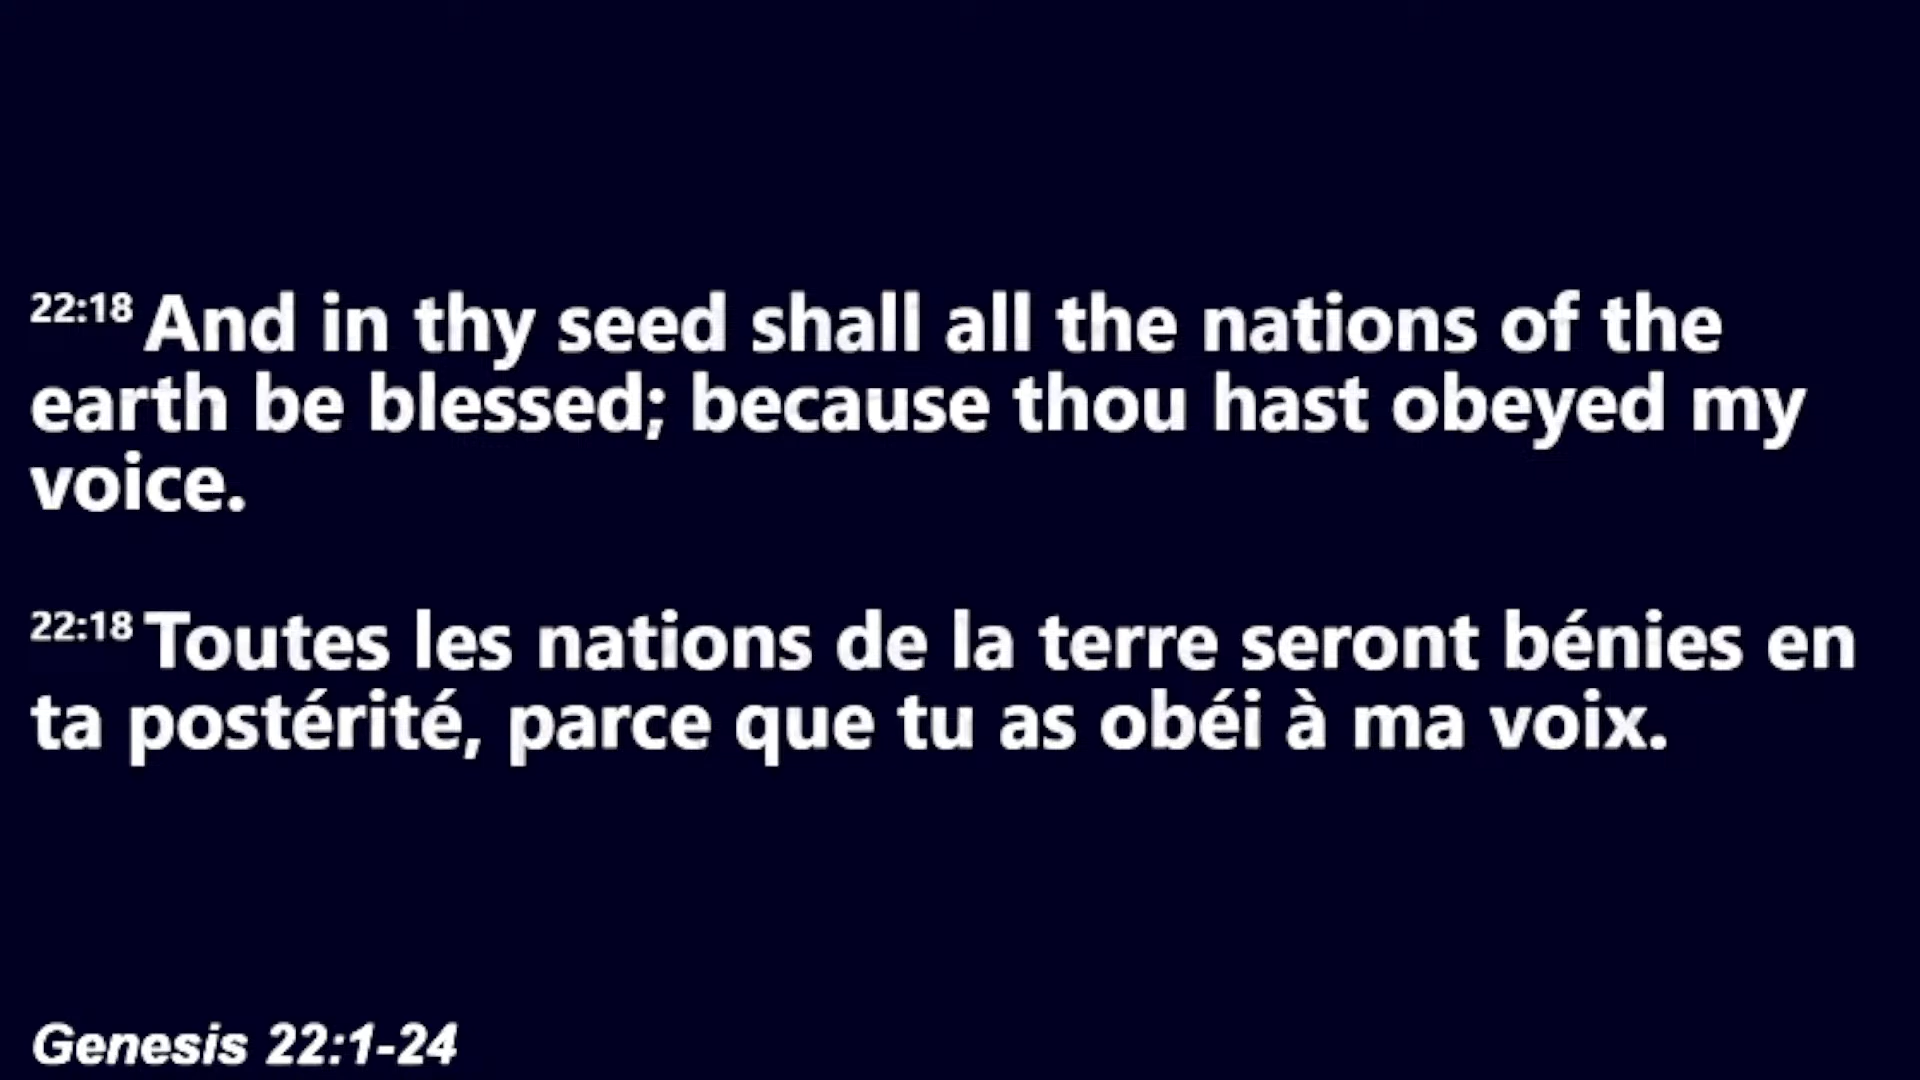 22:18 And in thy seed shall all the nations of the
earth be blessed; because thou hast obeyed my
voice.
22:18 Toutes les nations de la terre seront bénies en
ta postérité, parce que tu as obéi à ma voix.
Genesis 22:1-24